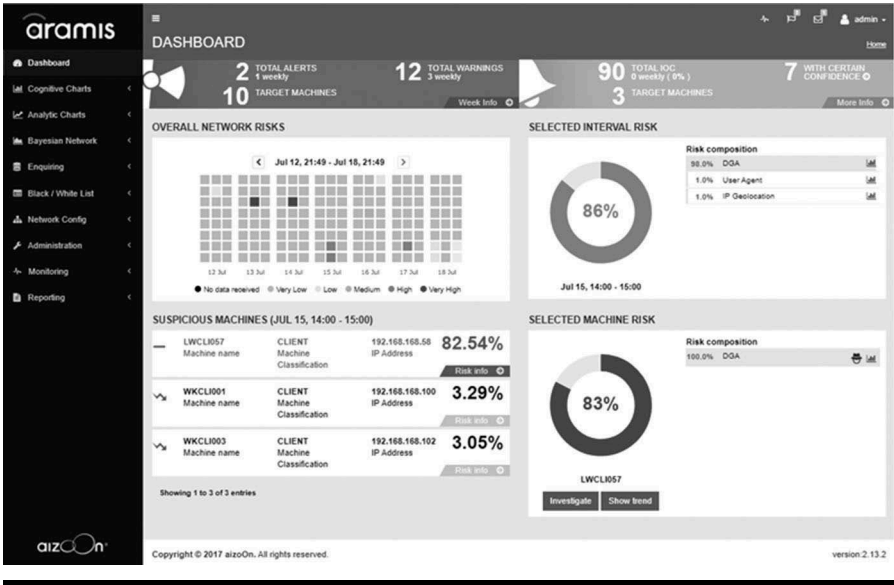 aramis
admin
DASHBOARD
Home
Dashboard
Cognitive Charts
Analytic Charts
Bayesian Network
Enquiring
Black / White List
Network Config
Administration
Monitoring
Reporting
aizoOn
2 TOTAL ALERTS
1 weekly
10 TARGET MACHINES
12 TOTAL WARNINGS
3 weekly
Week Info
90 TOTAL IOC
0 weekly ( 0% )
3 TARGET MACHINES
7 WITH CERTAIN
CONFIDENCE
More Info
OVERALL NETWORK RISKS
Jul 12, 21:49 - Jul 18, 21:49
12 Jul 13 Jul 14 Jul 15 Jul 16 Jul 17 Jul 18 Jul
No data received Very Low Low Medium High Very High
SELECTED INTERVAL RISK
86%
Jul 15, 14:00 - 15:00
Risk composition
98.0% DGA
1.0% User Agent
1.0% IP Geolocation
SUSPICIOUS MACHINES (JUL 15, 14:00 - 15:00)
LWCLI057 CLIENT 192.168.168.58 82.54%
Machine name Machine IP Address
Classification
Risk info
WKCLI001 CLIENT 192.168.168.100 3.29%
Machine name Machine IP Address
Classification
Risk info
WKCLI003 CLIENT 192.168.168.102 3.05%
Machine name Machine IP Address
Classification
Risk info
Showing 1 to 3 of 3 entries
SELECTED MACHINE RISK
83%
LWCLI057
Investigate Show trend
Risk composition
100.0% DGA
Copyright © 2017 aizoOn. All rights reserved.
version:2.13.2